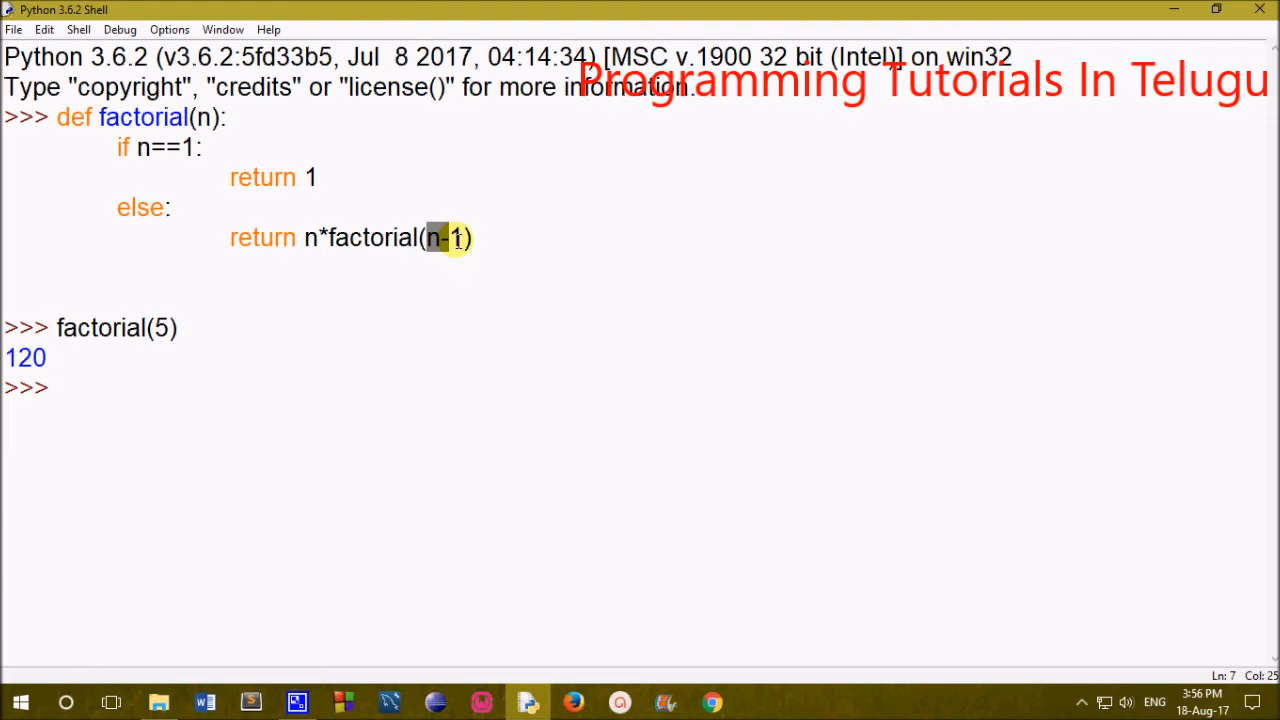 Python 3.6.2 Shell
File Edit Shell Debug Options Window Help
Python 3.6.2 (v3.6.2:5fd33b5, Jul  8 2017, 04:14:34) [MSC v.1900 32 bit (Intel)] on win32
Type "copyright", "credits" or "license()" for more information.
Programming Tutorials In Telugu
>>> def factorial(n):
if n==1:
return 1
else:
return n*factorial(n-1)
>>> factorial(5)
120
>>>
Ln: 7 Col: 25
ENG 3:56 PM
18-Aug-17